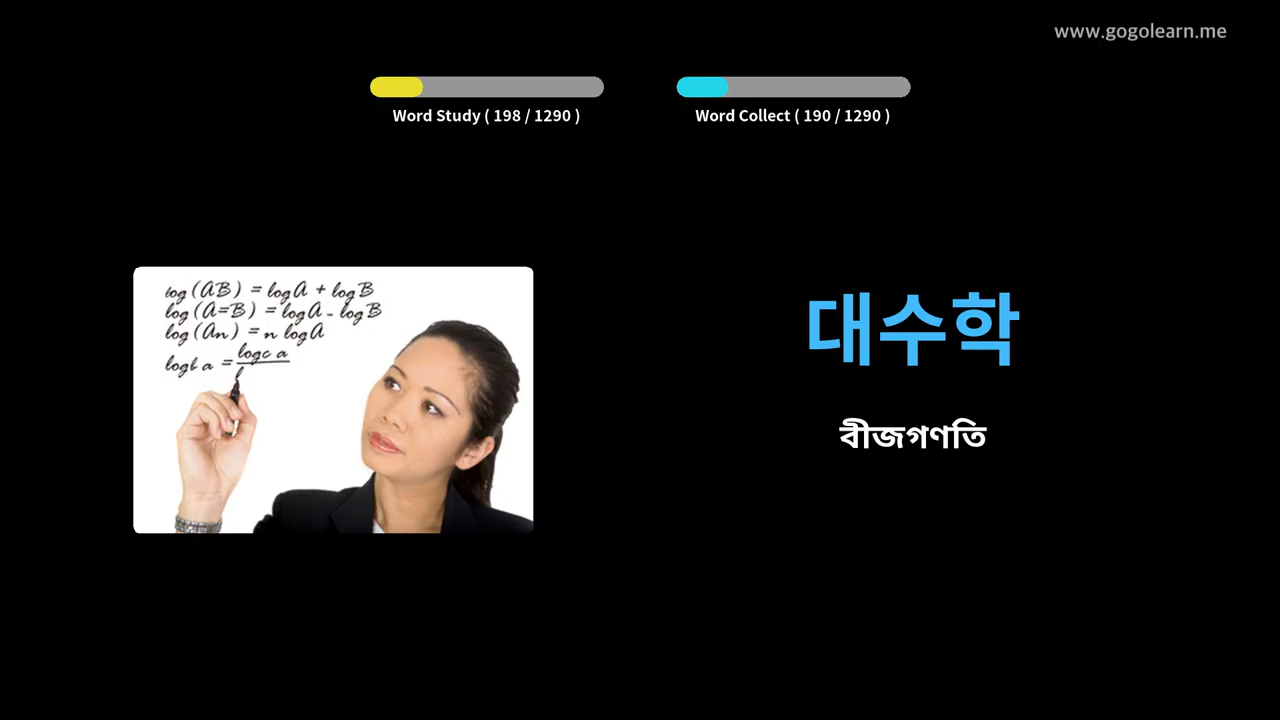 www.gogolearn.me
Word Study ( 198 / 1290 )
Word Collect ( 190 / 1290 )
log (AB) = log A + log B
log (A=B) = log A - log B
log (An) = n log A
logb a = logc a
대수학
বীজগণতি